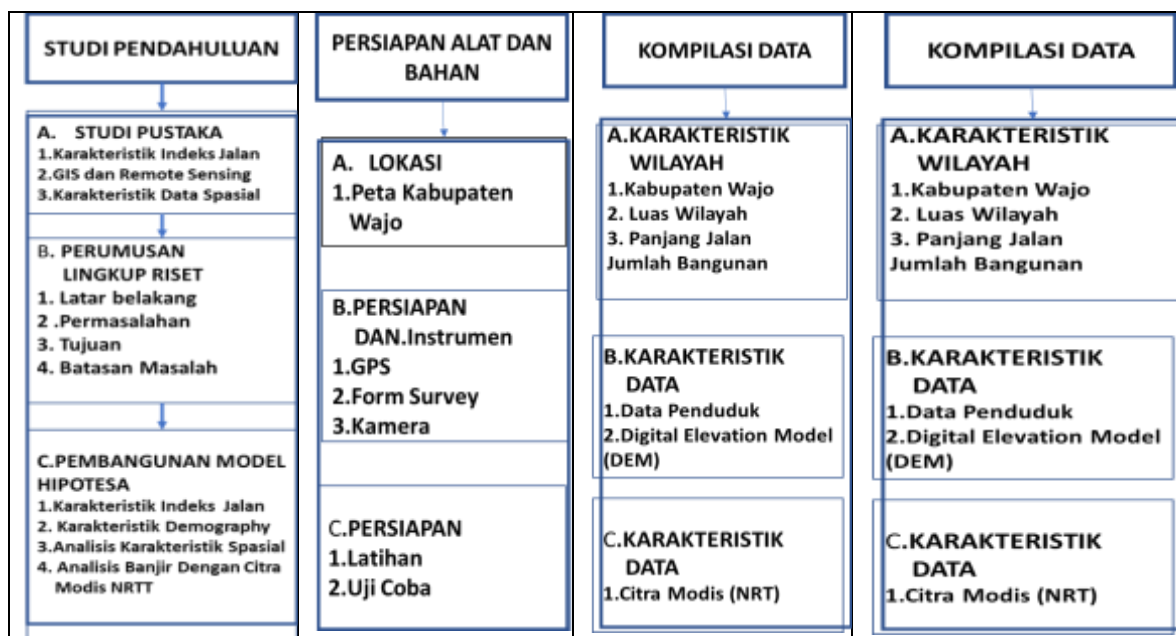 STUDI PENDAHULUAN
A. STUDI PUSTAKA
1.Karakteristik Indeks Jalan
2.GIS dan Remote Sensing
3.Karakteristik Data Spasial
B. PERUMUSAN
LINGKUP RISET
1. Latar belakang
2 .Permasalahan
3. Tujuan
4. Batasan Masalah
C.PEMBANGUNAN MODEL
HIPOTESA
1.Karakteristik Indeks Jalan
2. Karakteristik Demography
3.Analisis Karakteristik Spasial
4. Analisis Banjir Dengan Citra
Modis NRTT
PERSIAPAN ALAT DAN
BAHAN
A. LOKASI
1.Peta Kabupaten
Wajo
B.PERSIAPAN
DAN.Instrumen
1.GPS
2.Form Survey
3.Kamera
C.PERSIAPAN
1.Latihan
2.Uji Coba
KOMPILASI DATA
A.KARAKTERISTIK
WILAYAH
1.Kabupaten Wajo
2. Luas Wilayah
3. Panjang Jalan
Jumlah Bangunan
B.KARAKTERISTIK
DATA
1.Data Penduduk
2.Digital Elevation Model
(DEM)
C.KARAKTERISTIK
DATA
1.Citra Modis (NRT)
KOMPILASI DATA
A.KARAKTERISTIK
WILAYAH
1.Kabupaten Wajo
2. Luas Wilayah
3. Panjang Jalan
Jumlah Bangunan
B.KARAKTERISTIK
DATA
1.Data Penduduk
2.Digital Elevation Model
(DEM)
C.KARAKTERISTIK
DATA
1.Citra Modis (NRT)